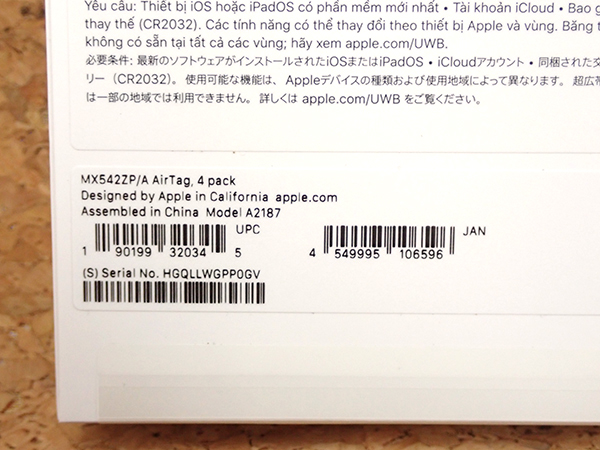 Yêu cầu: Thiết bị iOS hoặc iPadOS có phần mềm mới nhất • Tài khoản iCloud • Bao g
thay thế (CR2032). Các tính năng có thể thay đổi theo thiết bị Apple và vùng. Băng t
không có sẵn tại tất cả các vùng; hãy xem apple.com/UWB.
必要条件: 最新のソフトウェアがインストールされたiOSまたはiPadOS • iCloudアカウント • 同梱された交
リー (CR2032)。 使用可能な機能は、 Appleデバイスの種類および使用地域によって異なります。 超広帯
は一部の地域では利用できません。 詳しくは apple.com/UWB をご覧ください。
MX542ZP/A AirTag, 4 pack
Designed by Apple in California apple.com
Assembled in China Model A2187
UPC
1 90199 32034 5
JAN
4 549995 106596
(S) Serial No. HGQLLWGPP0GV